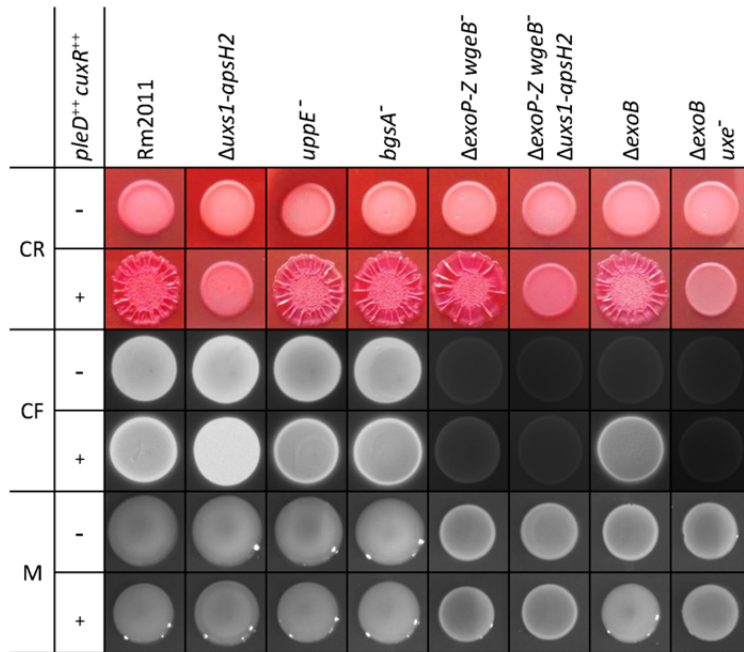 pleD⁺⁺ cuxR⁺⁺
Rm2011
Δuxs1-apsH2
uppE⁻
bgsA⁻
ΔexoP-Z wgeB⁻
ΔexoP-Z wgeB⁻
Δuxs1-apsH2
ΔexoB
ΔexoB
uxe⁻
CR
-
+
CF
-
+
M
-
+